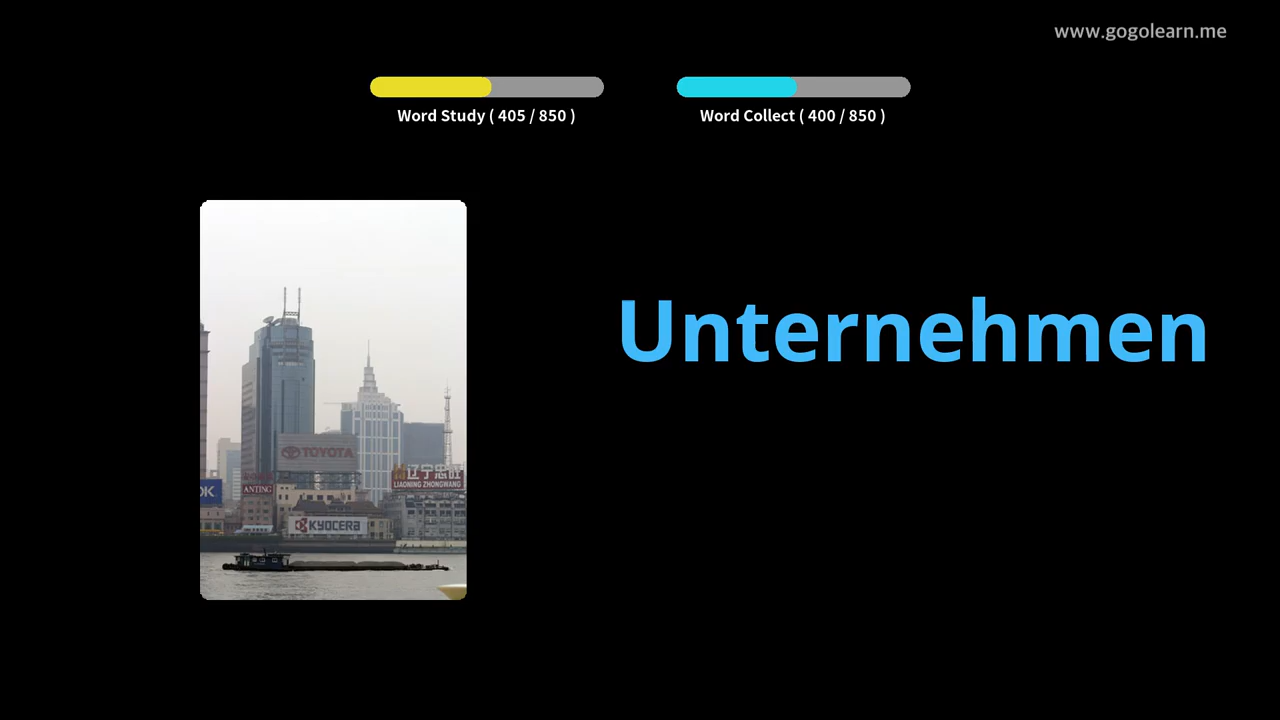 www.gogolearn.me
Word Study ( 405 / 850 )
Word Collect ( 400 / 850 )
Unternehmen
TOYOTA
辽宁忠旺
LIAONING ZHONGWANG
OK
ANTING
KYOCERA